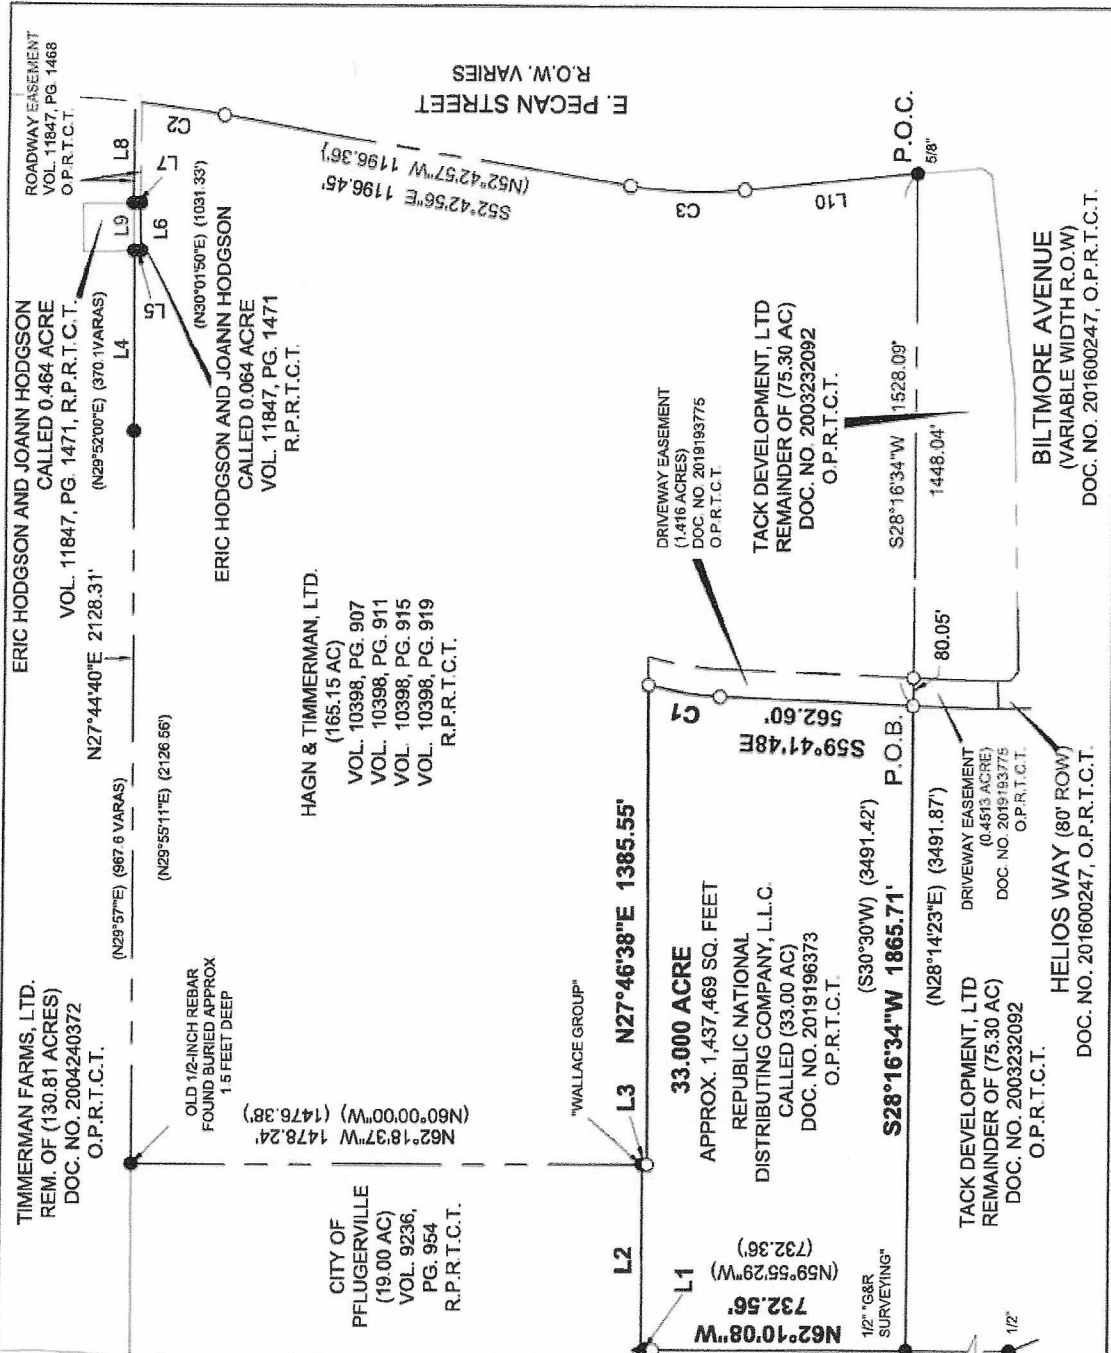 ROADWAY EASEMENT
VOL. 11847, PG. 1468
O.P.R.T.C.T.
ERIC HODGSON AND JOANN HODGSON
CALLED 0.464 ACRE
VOL. 11847, PG. 1471, R.P.R.T.C.T.
N27°44'40"E 2128.31'
(N29°52'00"E) (370.1VARAS)
L4
L9
L8
L7
L6
L5
C2
(N30°01'50"E) (1031.33')
E. PECAN STREET
R.O.W. VARIES
S52°42'56"E 1196.45'
(N52°42'57"W 1196.36')
C3
L10
P.O.C.
5/8"
ERIC HODGSON AND JOANN HODGSON
CALLED 0.064 ACRE
VOL. 11847, PG. 1471
R.P.R.T.C.T.
TIMMERMAN FARMS, LTD.
REM. OF (130.81 ACRES)
DOC. NO. 2004240372
O.P.R.T.C.T.
(N29°57"E) (967.6 VARAS)
(N29°55'11"E) (2126.56')
OLD 1/2-INCH REBAR
FOUND BURIED APPROX
1.5 FEET DEEP
HAGN & TIMMERMAN, LTD.
(165.15 AC)
VOL. 10398, PG. 907
VOL. 10398, PG. 911
VOL. 10398, PG. 915
VOL. 10398, PG. 919
R.P.R.T.C.T.
N62°18'37"W 1478.24'
(N60°00'00"W) (1476.38')
CITY OF
PFLUGERVILLE
(19.00 AC)
VOL. 9236,
PG. 954
R.P.R.T.C.T.
"WALLACE GROUP"
L2
L3
N27°46'38"E 1385.55'
L1
C1
S59°41'48E
562.60'
DRIVEWAY EASEMENT
(1.416 ACRES)
DOC. NO. 2019193775
O.P.R.T.C.T.
TACK DEVELOPMENT, LTD
REMAINDER OF (75.30 AC)
DOC. NO. 2003232092
O.P.R.T.C.T.
S28°16'34"W 1528.09'
1448.04'
80.05'
P.O.B.
BILTMORE AVENUE
(VARIABLE WIDTH R.O.W)
DOC. NO. 201600247, O.P.R.T.C.T.
33.000 ACRE
APPROX. 1,437,469 SQ. FEET
REPUBLIC NATIONAL
DISTRIBUTING COMPANY, L.L.C.
CALLED (33.00 AC)
DOC. NO. 2019196373
O.P.R.T.C.T.
(S30°30'W) (3491.42')
S28°16'34"W 1865.71'
(N28°14'23"E) (3491.87')
N62°10'08"W
732.56'
(N59°55'29"W)
(732.36')
1/2" "G&R
SURVEYING"
1/2"
TACK DEVELOPMENT, LTD
REMAINDER OF (75.30 AC)
DOC. NO. 2003232092
O.P.R.T.C.T.
DRIVEWAY EASEMENT
(0.4513 ACRE)
DOC. NO. 2019193775
O.P.R.T.C.T.
HELIOS WAY (80' ROW)
DOC. NO. 201600247, O.P.R.T.C.T.